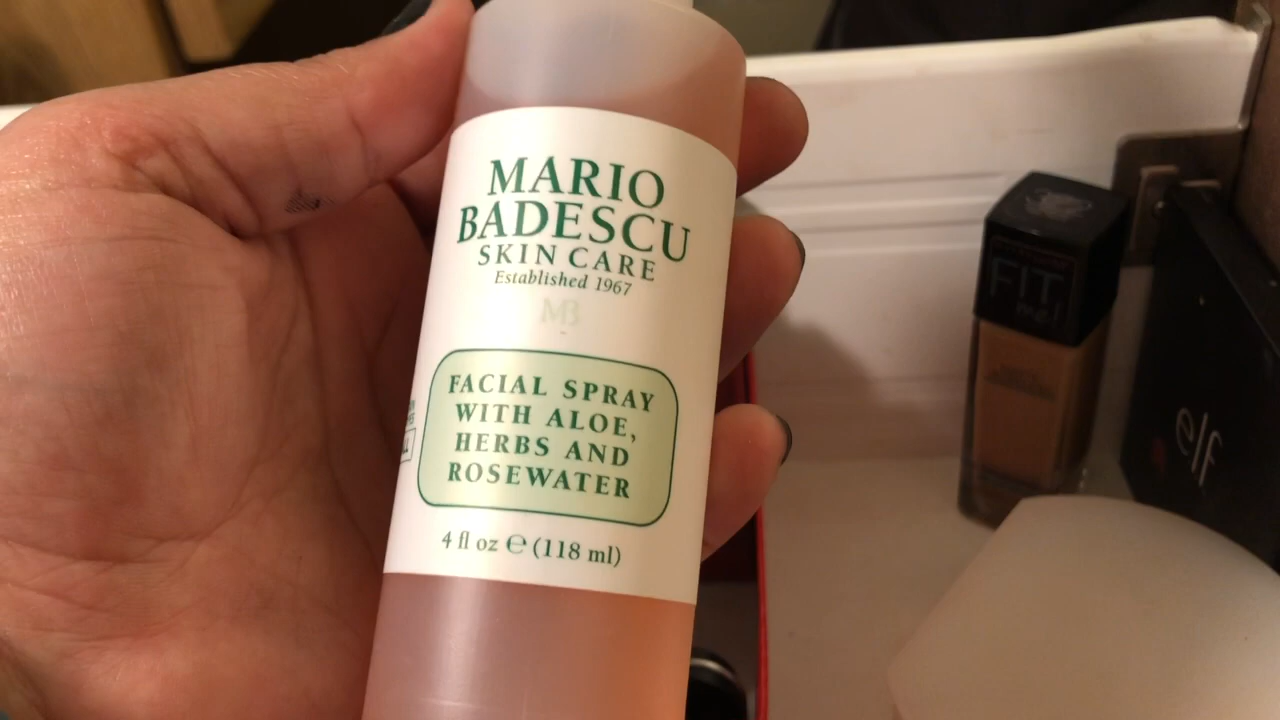 MARIO
BADESCU
SKIN CARE
Established 1967
MB
FACIAL SPRAY
WITH ALOE,
HERBS AND
ROSEWATER
4 fl oz ℮ (118 ml)
FIT
me!
elf